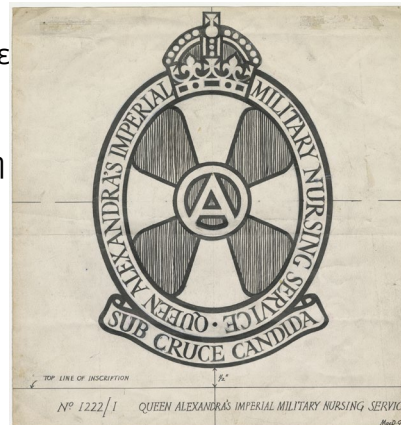 QUEEN ALEXANDRA'S IMPERIAL MILITARY NURSING SERVICE ·
A
SUB CRUCE CANDIDA
TOP LINE OF INSCRIPTION
Nº 1222/1 QUEEN ALEXANDRA'S IMPERIAL MILITARY NURSING SERVIC